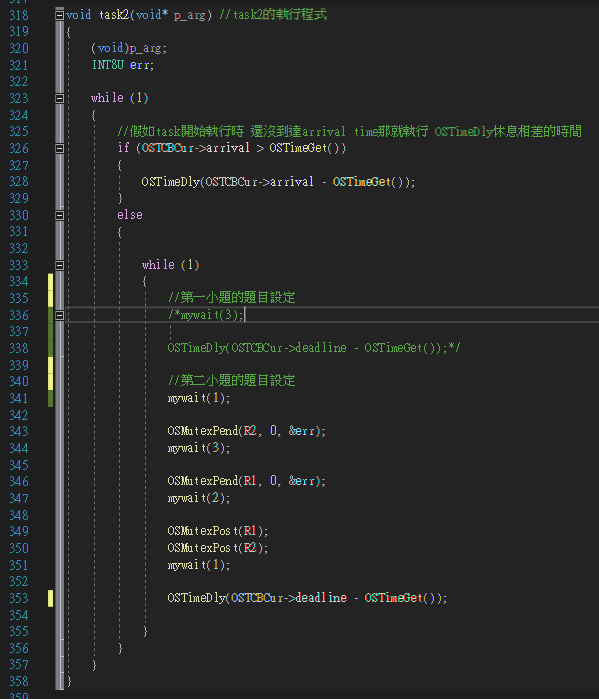 318 void task2(void* p_arg) //task2的執行程式
319 {
320 (void)p_arg;
321 INT8U err;
322
323 while (1)
324 {
325 //假如task開始執行時 還沒到達arrival time那就執行 OSTimeDly休息相差的時間
326 if (OSTCBCur->arrival > OSTimeGet())
327 {
328 OSTimeDly(OSTCBCur->arrival - OSTimeGet());
329 }
330 else
331 {
332
333 while (1)
334 {
335 //第一小題的題目設定
336 /*mywait(3);
337
338 OSTimeDly(OSTCBCur->deadline - OSTimeGet());*/
339
340 //第二小題的題目設定
341 mywait(1);
342
343 OSMutexPend(R2, 0, &err);
344 mywait(3);
345
346 OSMutexPend(R1, 0, &err);
347 mywait(2);
348
349 OSMutexPost(R1);
350 OSMutexPost(R2);
351 mywait(1);
352
353 OSTimeDly(OSTCBCur->deadline - OSTimeGet());
354
355 }
356 }
357 }
358 }